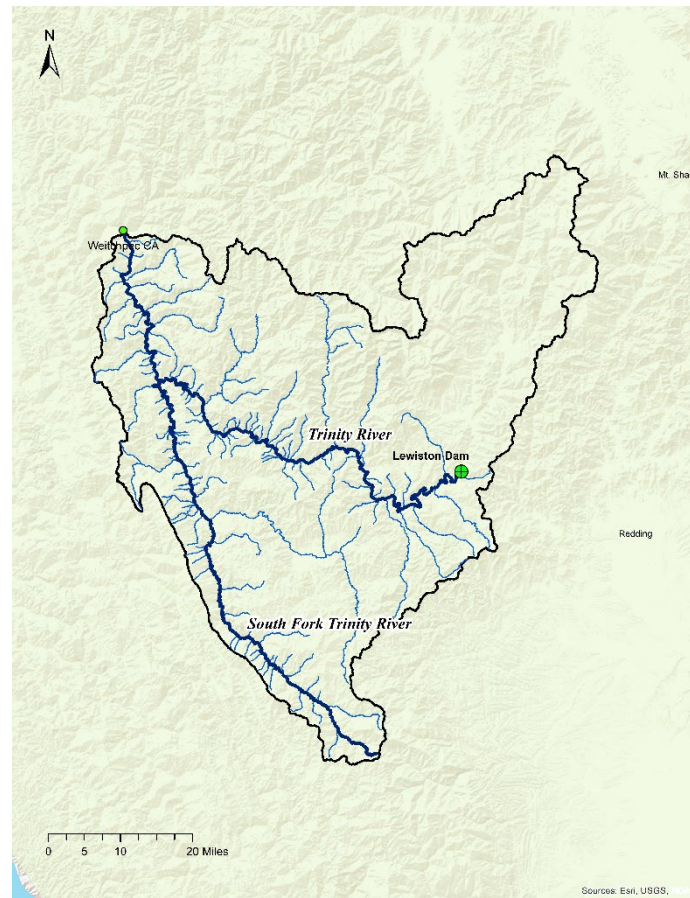 N
Mt. Sha
Weitchpec CA
Trinity River
Lewiston Dam
Redding
South Fork Trinity River
0 5 10 20 Miles
Sources: Esri, USGS,